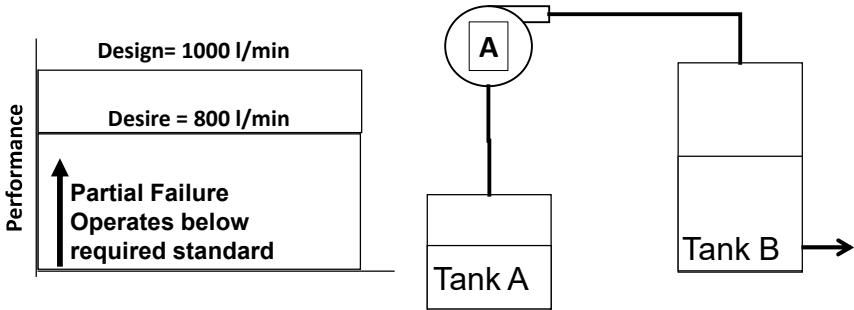 Design= 1000 l/min
Desire = 800 l/min
Performance
Partial Failure
Operates below
required standard
A
Tank A
Tank B